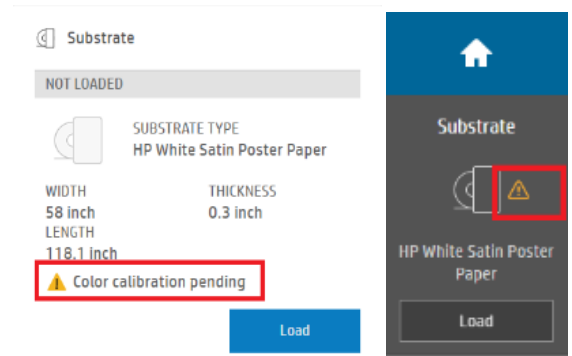 Substrate
NOT LOADED
SUBSTRATE TYPE
HP White Satin Poster Paper
WIDTH
THICKNESS
58 inch
0.3 inch
LENGTH
118.1 inch
Color calibration pending
Load
Substrate
HP White Satin Poster
Paper
Load